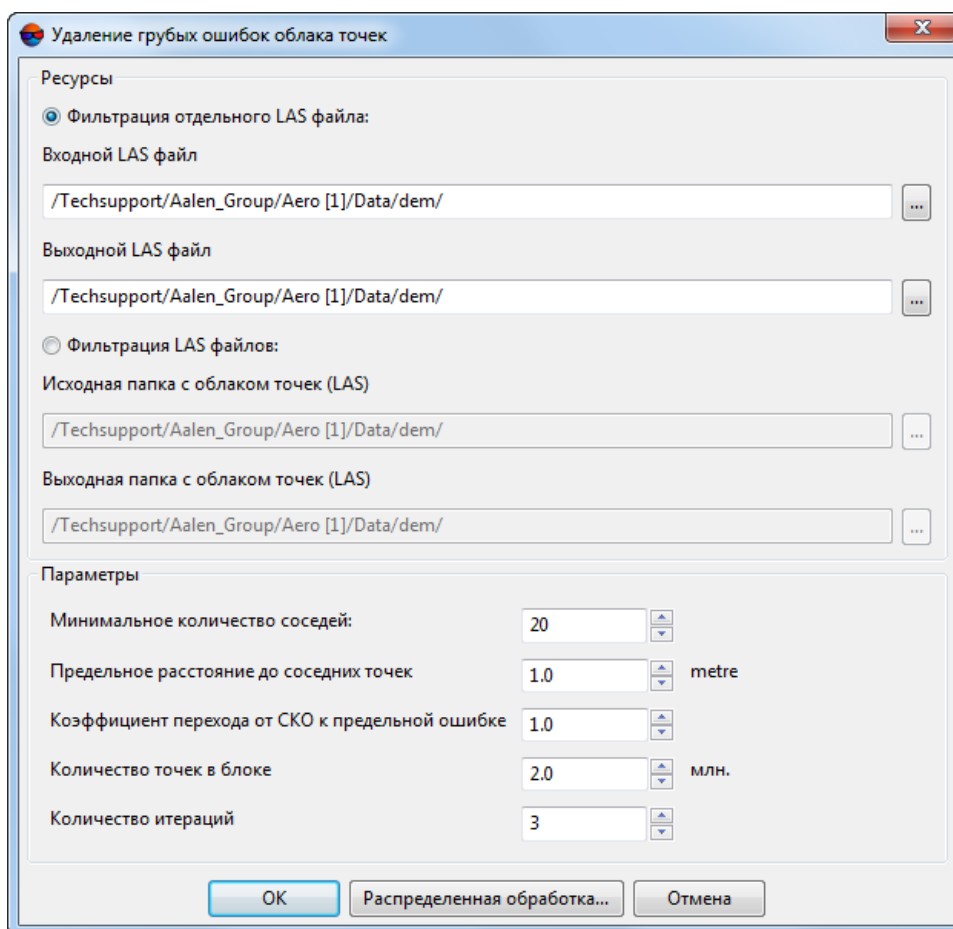 Удаление грубых ошибок облака точек
Ресурсы
Фильтрация отдельного LAS файла:
Входной LAS файл
/Techsupport/Aalen_Group/Aero [1]/Data/dem/
...
Выходной LAS файл
/Techsupport/Aalen_Group/Aero [1]/Data/dem/
...
Фильтрация LAS файлов:
Исходная папка с облаком точек (LAS)
/Techsupport/Aalen_Group/Aero [1]/Data/dem/
...
Выходная папка с облаком точек (LAS)
/Techsupport/Aalen_Group/Aero [1]/Data/dem/
...
Параметры
Минимальное количество соседей: 20
Предельное расстояние до соседних точек 1.0 metre
Коэффициент перехода от СКО к предельной ошибке 1.0
Количество точек в блоке 2.0 млн.
Количество итераций 3
OK Распределенная обработка... Отмена